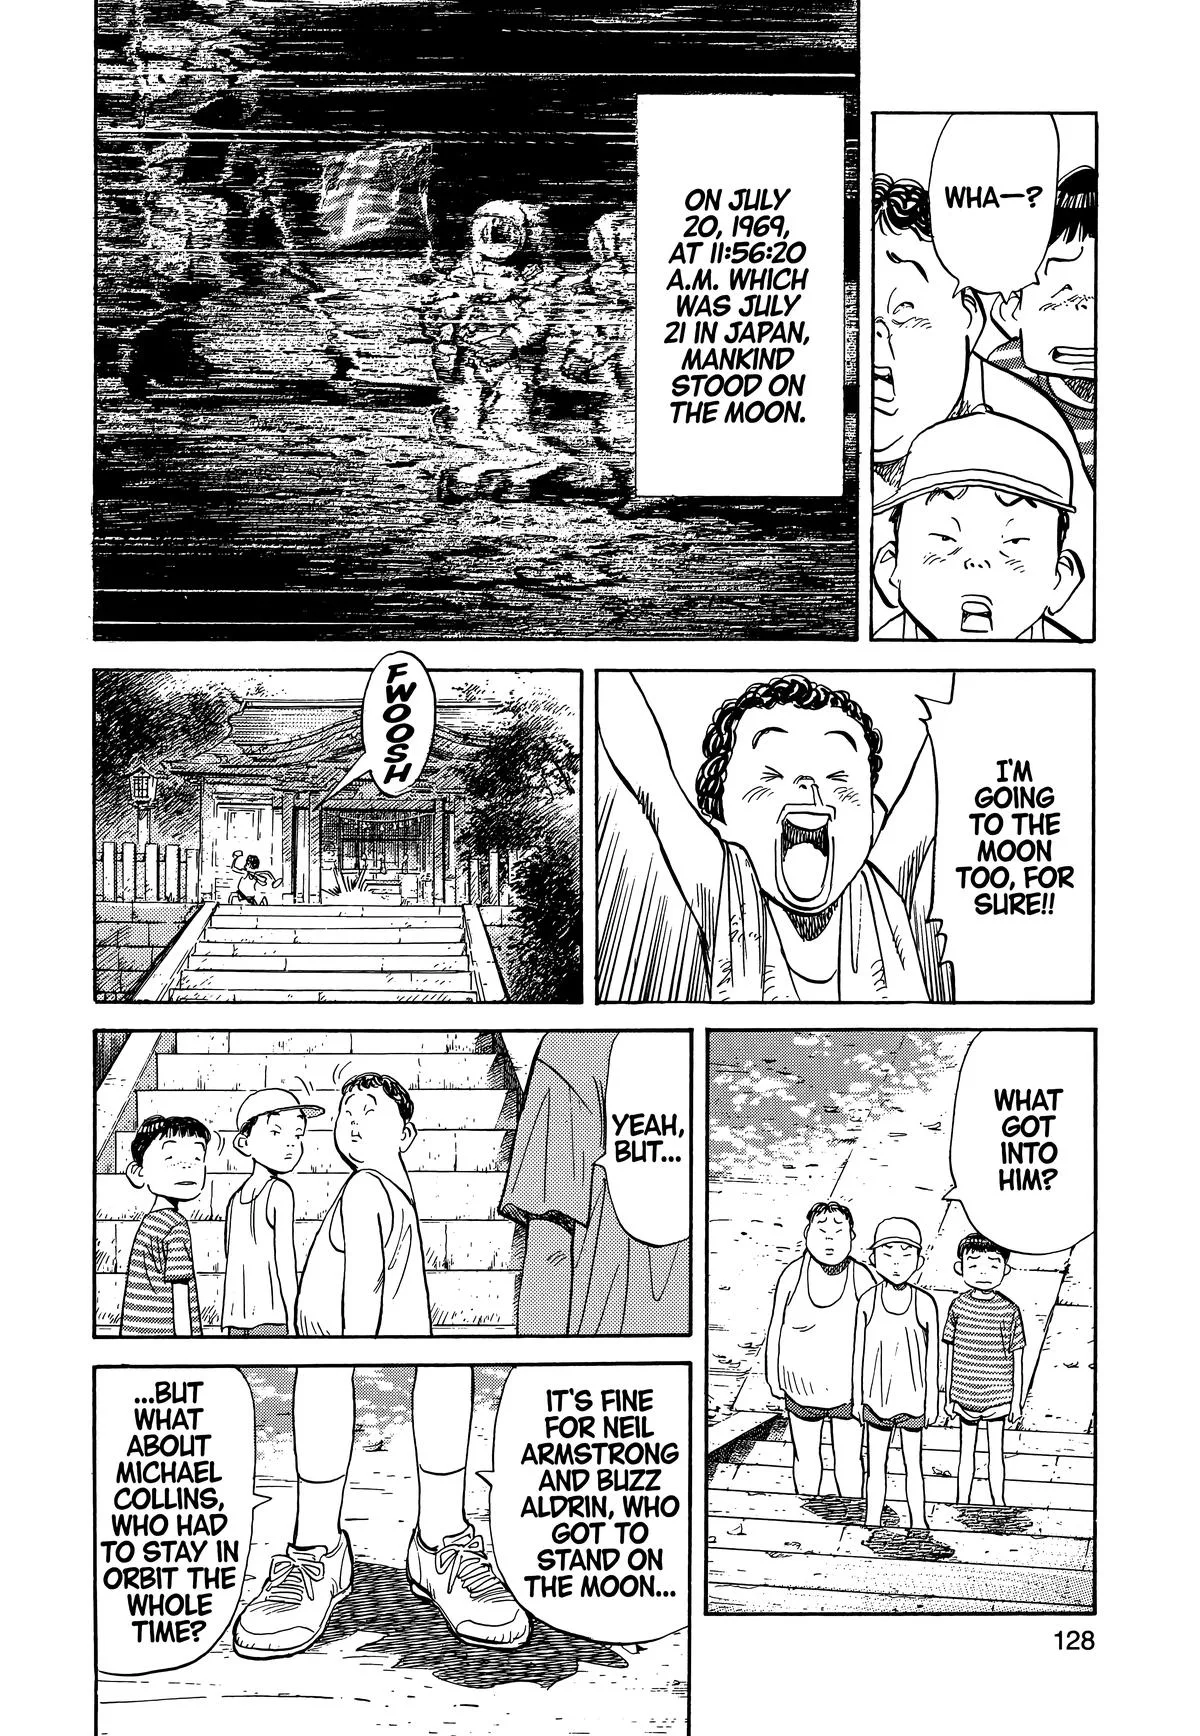 WHA—?
ON JULY
20, 1969,
AT 11:56:20
A.M. WHICH
WAS JULY
21 IN JAPAN,
MANKIND
STOOD ON
THE MOON.
I'M
GOING
TO THE
MOON
TOO, FOR
SURE!!
FWOOSH
WHAT
GOT
INTO
HIM?
YEAH,
BUT...
IT'S FINE
FOR NEIL
ARMSTRONG
AND BUZZ
ALDRIN, WHO
GOT TO
STAND ON
THE MOON...
...BUT
WHAT
ABOUT
MICHAEL
COLLINS,
WHO HAD
TO STAY IN
ORBIT THE
WHOLE
TIME?
128